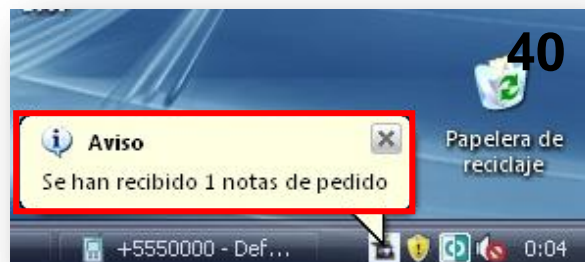 40
Aviso
Se han recibido 1 notas de pedido
Papelera de
reciclaje
+5550000 - Def...
0:04